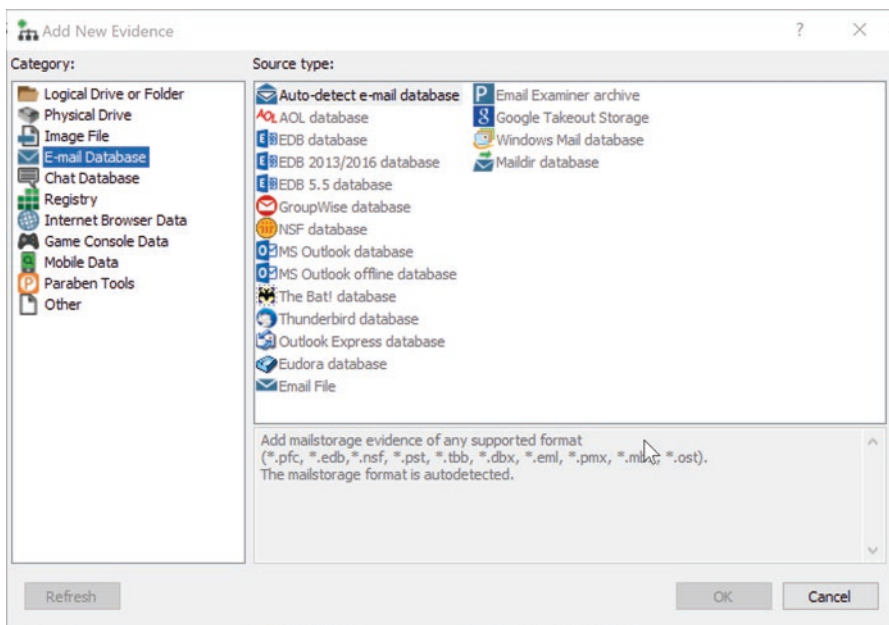 Add New Evidence
Category:
Logical Drive or Folder
Physical Drive
Image File
E-mail Database
Chat Database
Registry
Internet Browser Data
Game Console Data
Mobile Data
Paraben Tools
Other
Source type:
Auto-detect e-mail database
AOL database
EDB database
EDB 2013/2016 database
EDB 5.5 database
GroupWise database
NSF database
MS Outlook database
MS Outlook offline database
The Bat! database
Thunderbird database
Outlook Express database
Eudora database
Email File
Email Examiner archive
Google Takeout Storage
Windows Mail database
Maildir database
Add mailstorage evidence of any supported format
(*.pfc, *.edb,*.nsf, *.pst, *.tbb, *.dbx, *.eml, *.pmx, *.ost).
The mailstorage format is autodetected.
Refresh
OK
Cancel